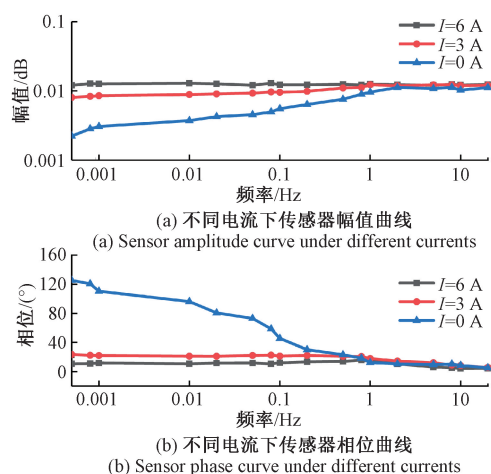 0.1
0.01
0.001
幅值/dB
I=6 A
I=3 A
I=0 A
0.001
0.01
0.1
1
10
频率/Hz
(a) 不同电流下传感器幅值曲线
(a) Sensor amplitude curve under different currents
160
120
80
40
0
相位/(°)
I=6 A
I=3 A
I=0 A
0.001
0.01
0.1
1
10
频率/Hz
(b) 不同电流下传感器相位曲线
(b) Sensor phase curve under different currents